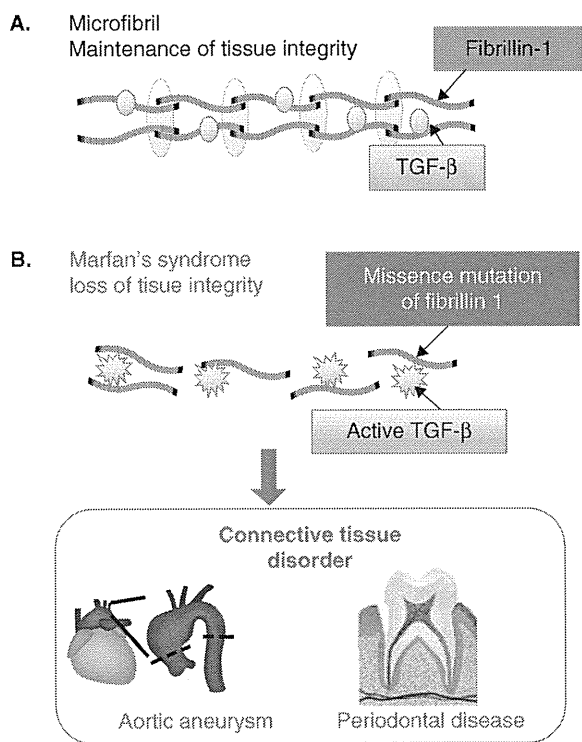 A. Microfibril
Maintenance of tissue integrity
Fibrillin-1
TGF-β
B. Marfan's syndrome
loss of tisue integrity
Missence mutation
of fibrillin 1
Active TGF-β
Connective tissue
disorder
Aortic aneurysm
Periodontal disease